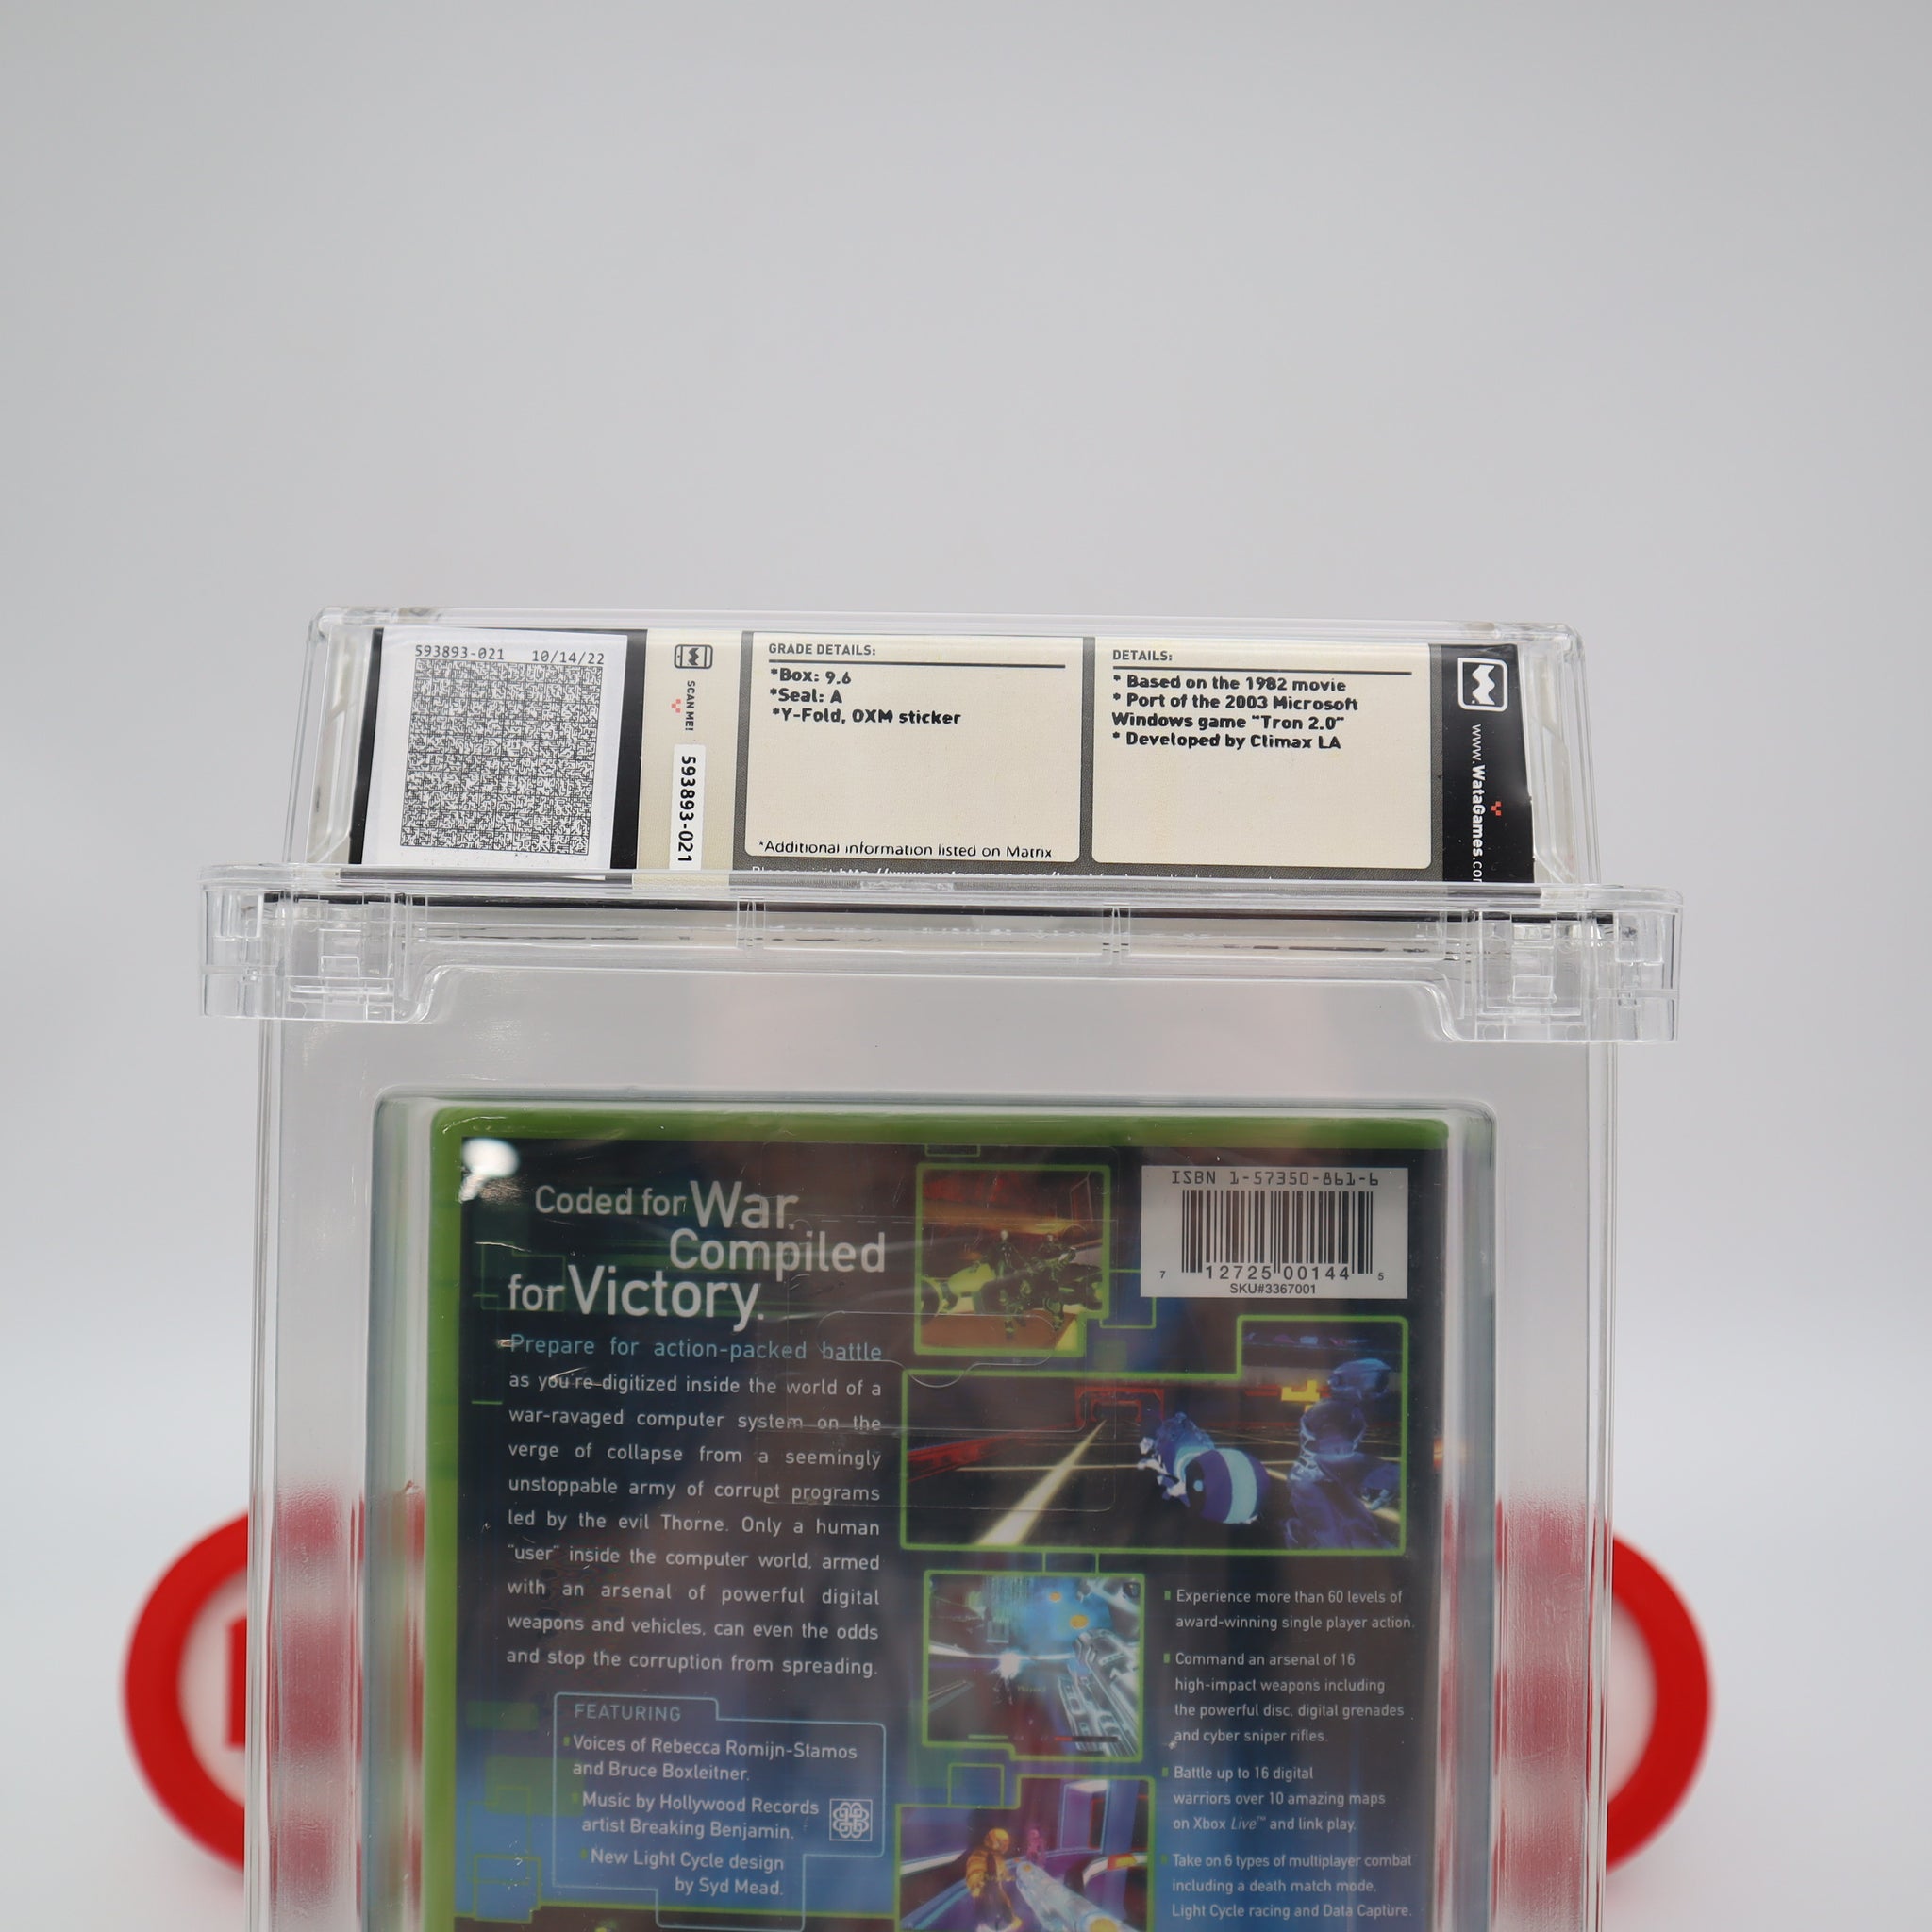 593893-021 10/14/22
SCAN ME!
593893-021
GRADE DETAILS:
*Box: 9.6
*Seal: A
*Y-Fold, OXM sticker
*Additional information listed on Matrix
DETAILS:
* Based on the 1982 movie
* Port of the 2003 Microsoft
Windows game "Tron 2.0"
* Developed by Climax LA
www.WataGames.com
Coded for War.
Compiled
for Victory.
Prepare for action-packed battle
as you're digitized inside the world of a
war-ravaged computer system on the
verge of collapse from a seemingly
unstoppable army of corrupt programs
led by the evil Thorne. Only a human
"user" inside the computer world, armed
with an arsenal of powerful digital
weapons and vehicles, can even the odds
and stop the corruption from spreading.
FEATURING
Voices of Rebecca Romijn-Stamos
and Bruce Boxleitner.
Music by Hollywood Records
artist Breaking Benjamin.
New Light Cycle design
by Syd Mead.
ISBN 1-57350-861-6
7 12725 00144 5
SKU#3367001
Experience more than 60 levels of
award-winning single player action.
Command an arsenal of 16
high-impact weapons including
the powerful disc, digital grenades
and cyber sniper rifles.
Battle up to 16 digital
warriors over 10 amazing maps
on Xbox Live™ and link play.
Take on 6 types of multiplayer combat
including a death match mode,
Light Cycle racing and Data Capture.